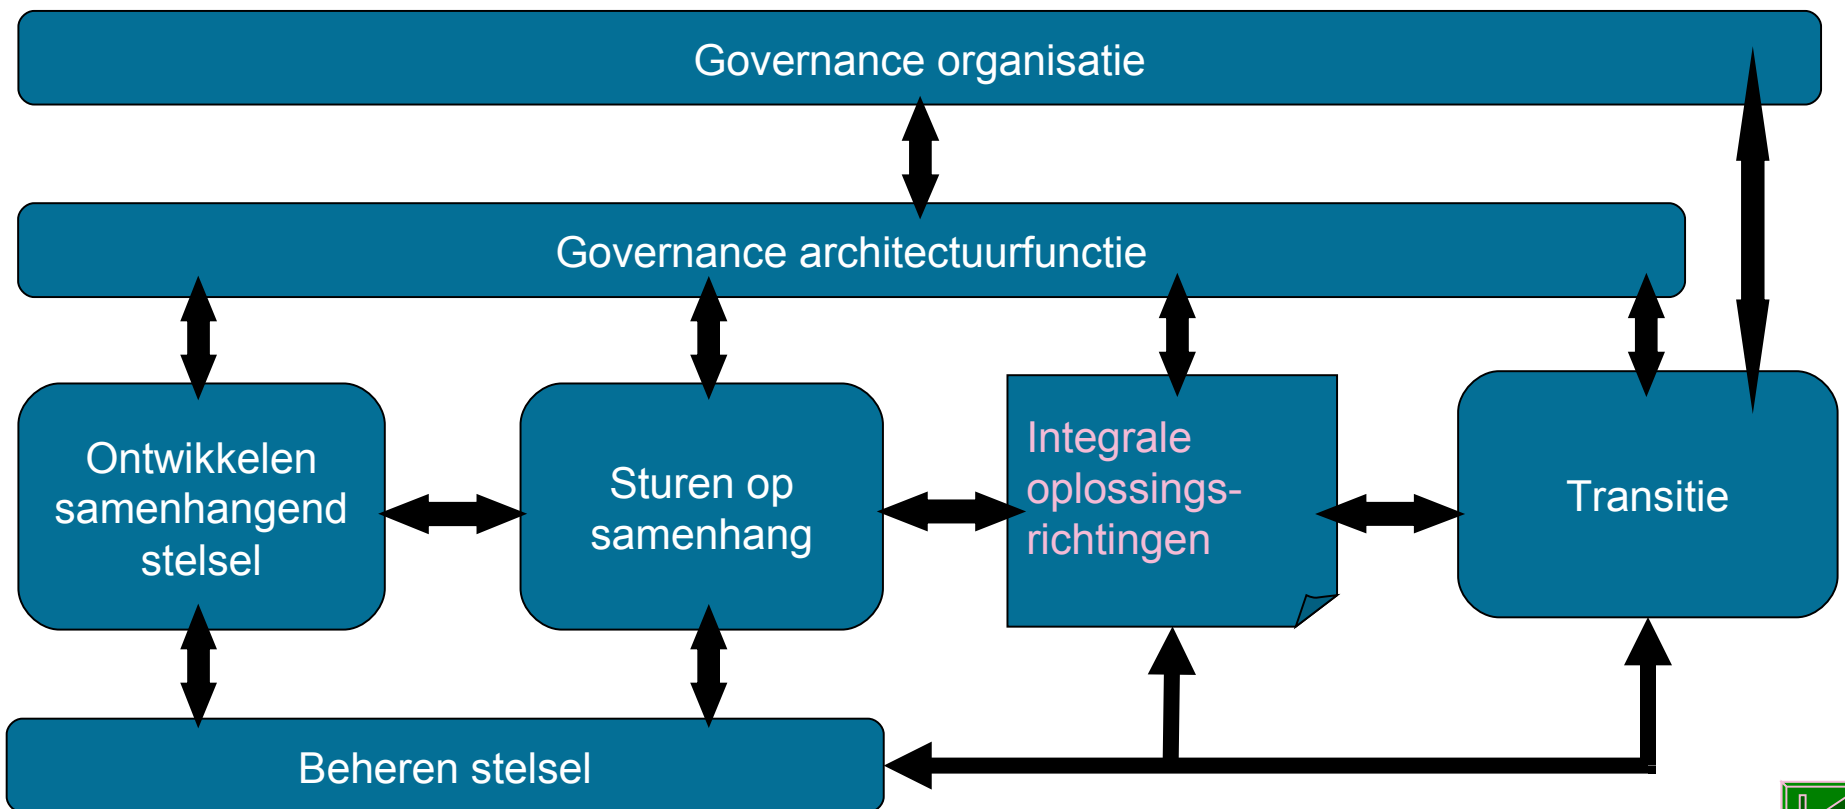 Governance organisatie
Governance architectuurfunctie
Ontwikkelen
samenhangend
stelsel
Sturen op
samenhang
Integrale
oplossings-
richtingen
Transitie
Beheren stelsel